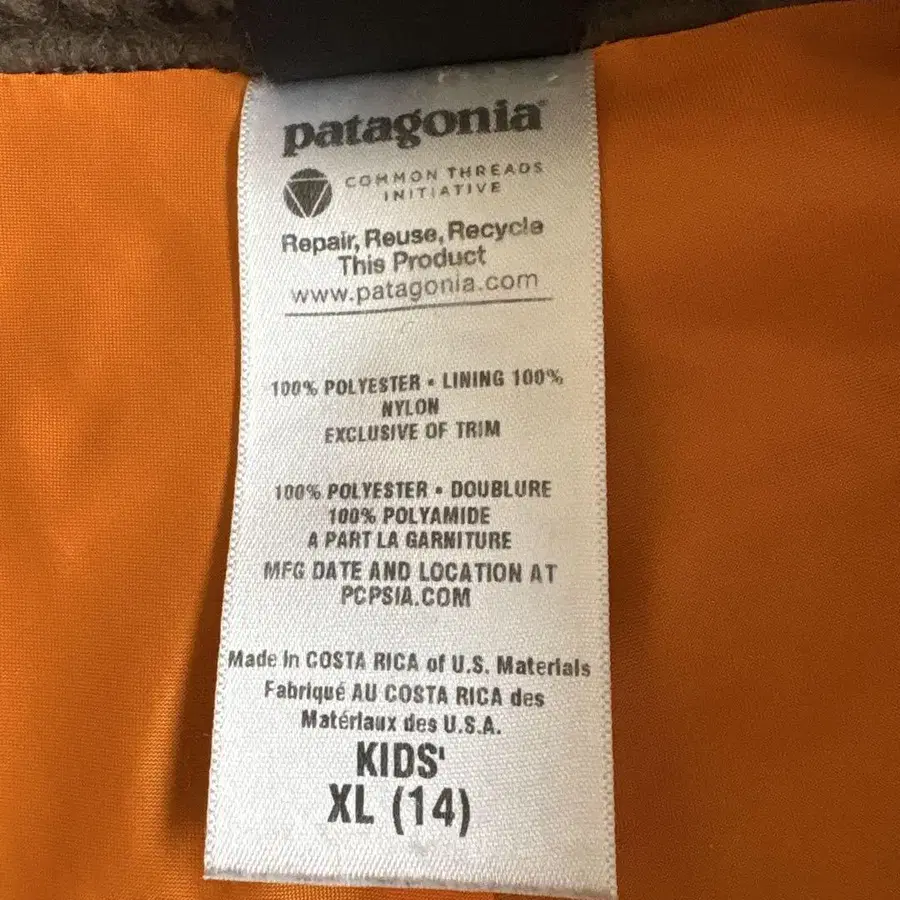 patagonia®
COMMON THREADS
INITIATIVE
Repair, Reuse, Recycle
This Product
www.patagonia.com
100% POLYESTER • LINING 100%
NYLON
EXCLUSIVE OF TRIM
100% POLYESTER • DOUBLURE
100% POLYAMIDE
A PART LA GARNITURE
MFG DATE AND LOCATION AT
PCPSIA.COM
Made in COSTA RICA of U.S. Materials
Fabriqué AU COSTA RICA des
Matériaux des U.S.A.
KIDS'
XL (14)